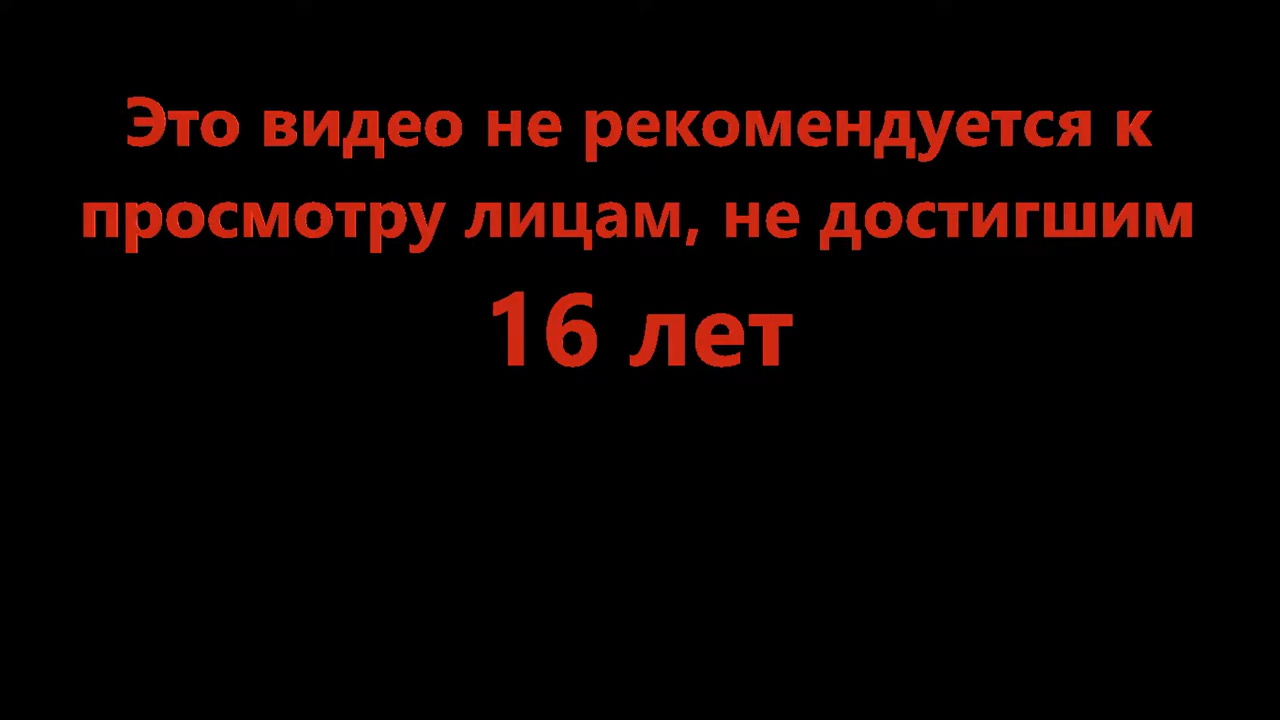 Это видео не рекомендуется к
просмотру лицам, не достигшим
16 лет